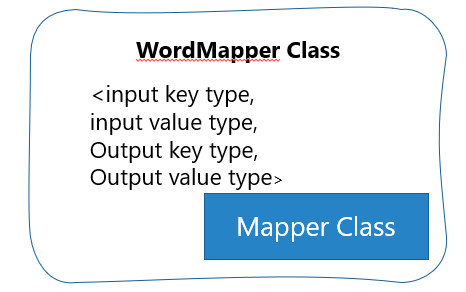 WordMapper Class
<input key type,
input value type,
Output key type,
Output value type>
Mapper Class